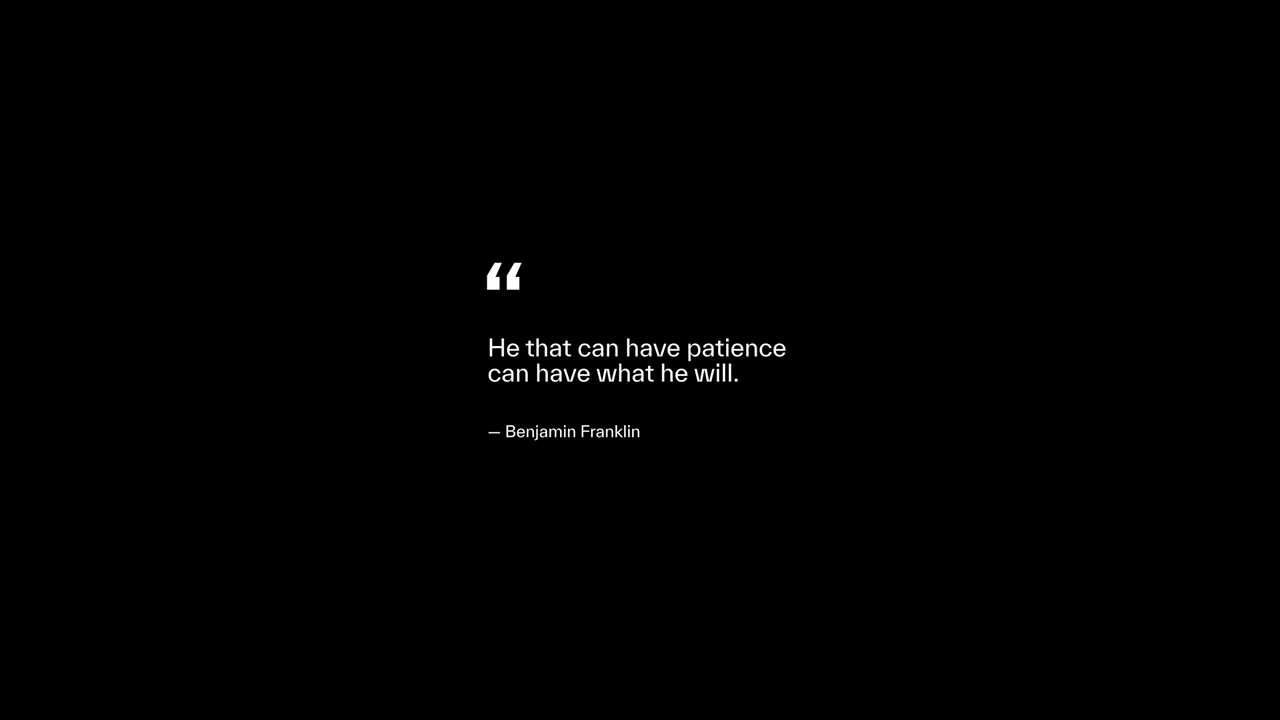 “
He that can have patience
can have what he will.
— Benjamin Franklin